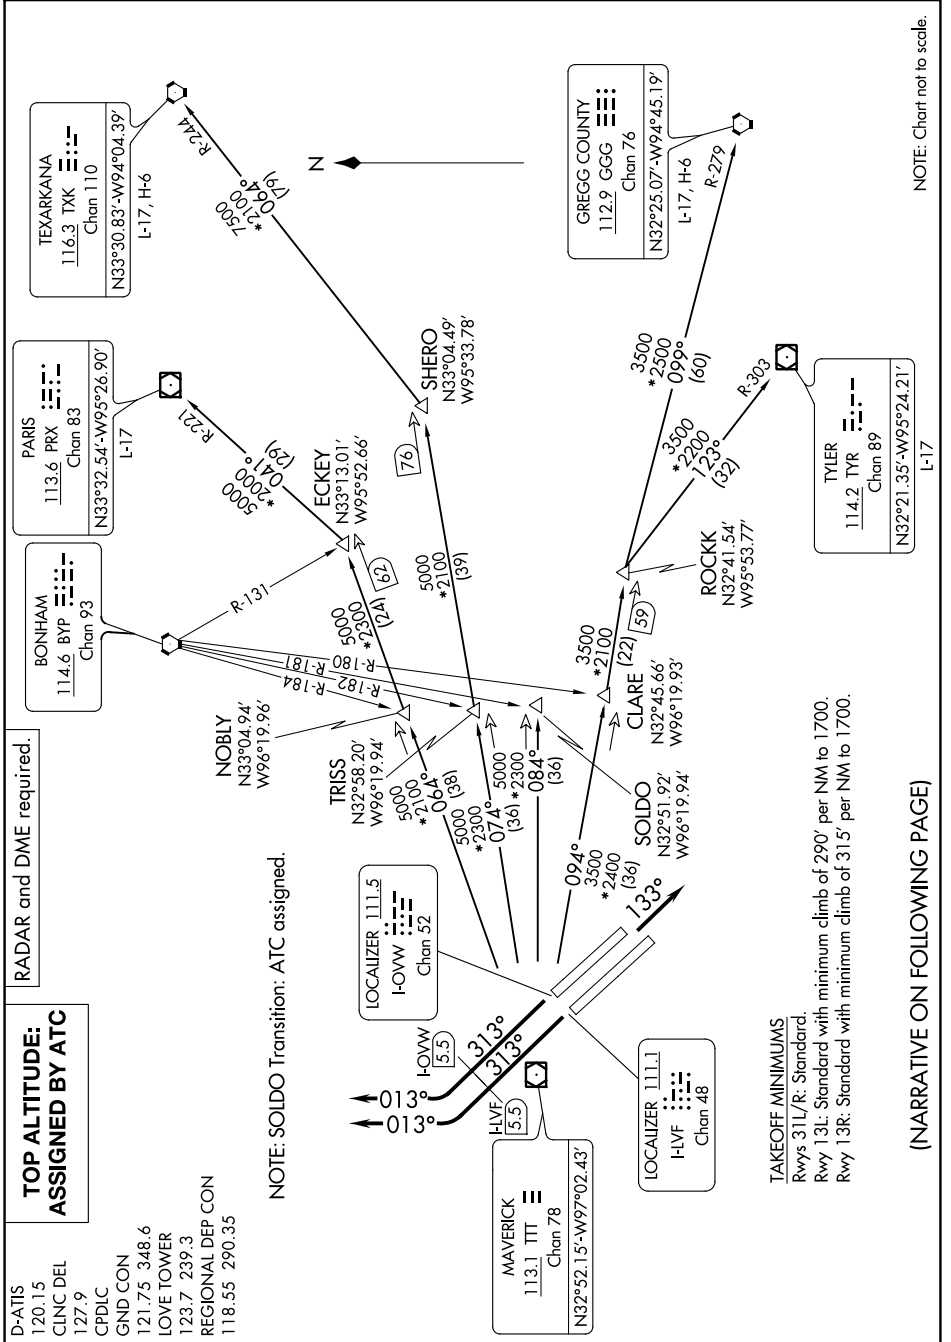 D-ATIS
120.15
CLNC DEL
127.9
CPDLC
GND CON
121.75 348.6
LOVE TOWER
123.7 239.3
REGIONAL DEP CON
118.55 290.35
TOP ALTITUDE:
ASSIGNED BY ATC
RADAR and DME required.
NOTE: SOLDO Transition: ATC assigned.
BONHAM
114.6 BYP
Chan 93
PARIS
113.6 PRX
Chan 83
N33°32.54'-W95°26.90'
L-17
TEXARKANA
116.3 TXK
Chan 110
N33°30.83'-W94°04.39'
L-17, H-6
R-221
5000
*2000
041°
(29)
R-244
7500
*2100
064°
(79)
N
R-131
R-184
R-181
R-182
R-180
ECKEY
N33°13.01'
W95°52.66'
62
5000
*2300
(24)
NOBLY
N33°04.94'
W96°19.96'
SHERO
N33°04.49'
W95°33.78'
76
5000
*2100
(39)
TRISS
N32°58.20'
W96°19.94'
5000
*2100
064°
(38)
5000
*2300
074°
(36)
5000
*2300
084°
(36)
SOLDO
N32°51.92'
W96°19.94'
094°
3500
*2400
(36)
CLARE
N32°45.66'
W96°19.93'
3500
*2100
(22)
59
ROCKK
N32°41.54'
W95°53.77'
3500
*2500
099°
(60)
R-279
3500
*2200
123°
(32)
R-303
GREGG COUNTY
112.9 GGG
Chan 76
N32°25.07'-W94°45.19'
L-17, H-6
TYLER
114.2 TYR
Chan 89
N32°21.35'-W95°24.21'
L-17
LOCALIZER 111.5
I-OVW
Chan 52
I-OVW
5.5
313°
313°
013°
013°
I-LVF
5.5
133°
MAVERICK
113.1 TTT
Chan 78
N32°52.15'-W97°02.43'
LOCALIZER 111.1
I-LVF
Chan 48
TAKEOFF MINIMUMS
Rwys 31L/R: Standard.
Rwy 13L: Standard with minimum climb of 290' per NM to 1700.
Rwy 13R: Standard with minimum climb of 315' per NM to 1700.
(NARRATIVE ON FOLLOWING PAGE)
NOTE: Chart not to scale.